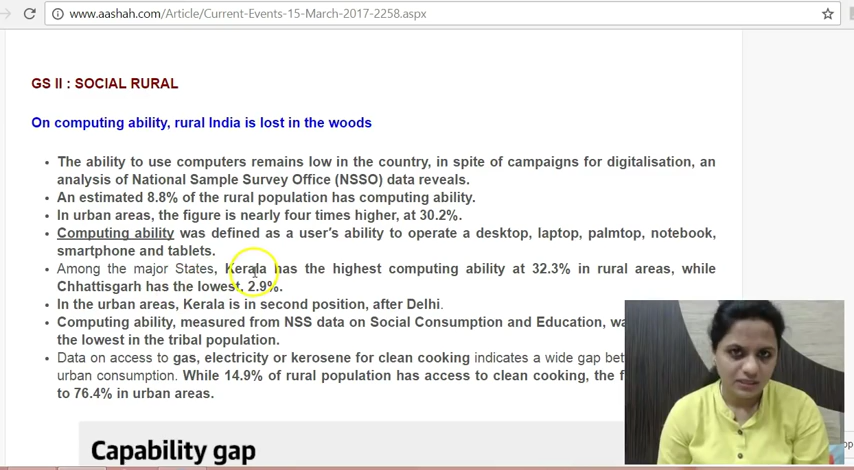 www.aashah.com/Article/Current-Events-15-March-2017-2258.aspx
GS II : SOCIAL RURAL
On computing ability, rural India is lost in the woods
• The ability to use computers remains low in the country, in spite of campaigns for digitalisation, an
analysis of National Sample Survey Office (NSSO) data reveals.
• An estimated 8.8% of the rural population has computing ability.
• In urban areas, the figure is nearly four times higher, at 30.2%.
• Computing ability was defined as a user's ability to operate a desktop, laptop, palmtop, notebook,
smartphone and tablets.
• Among the major States, Kerala has the highest computing ability at 32.3% in rural areas, while
Chhattisgarh has the lowest, 2.9%.
• In the urban areas, Kerala is in second position, after Delhi.
• Computing ability, measured from NSS data on Social Consumption and Education,
the lowest in the tribal population.
• Data on access to gas, electricity or kerosene for clean cooking indicates a wide gap
urban consumption. While 14.9% of rural population has access to clean cooking, the
to 76.4% in urban areas.
Capability gap